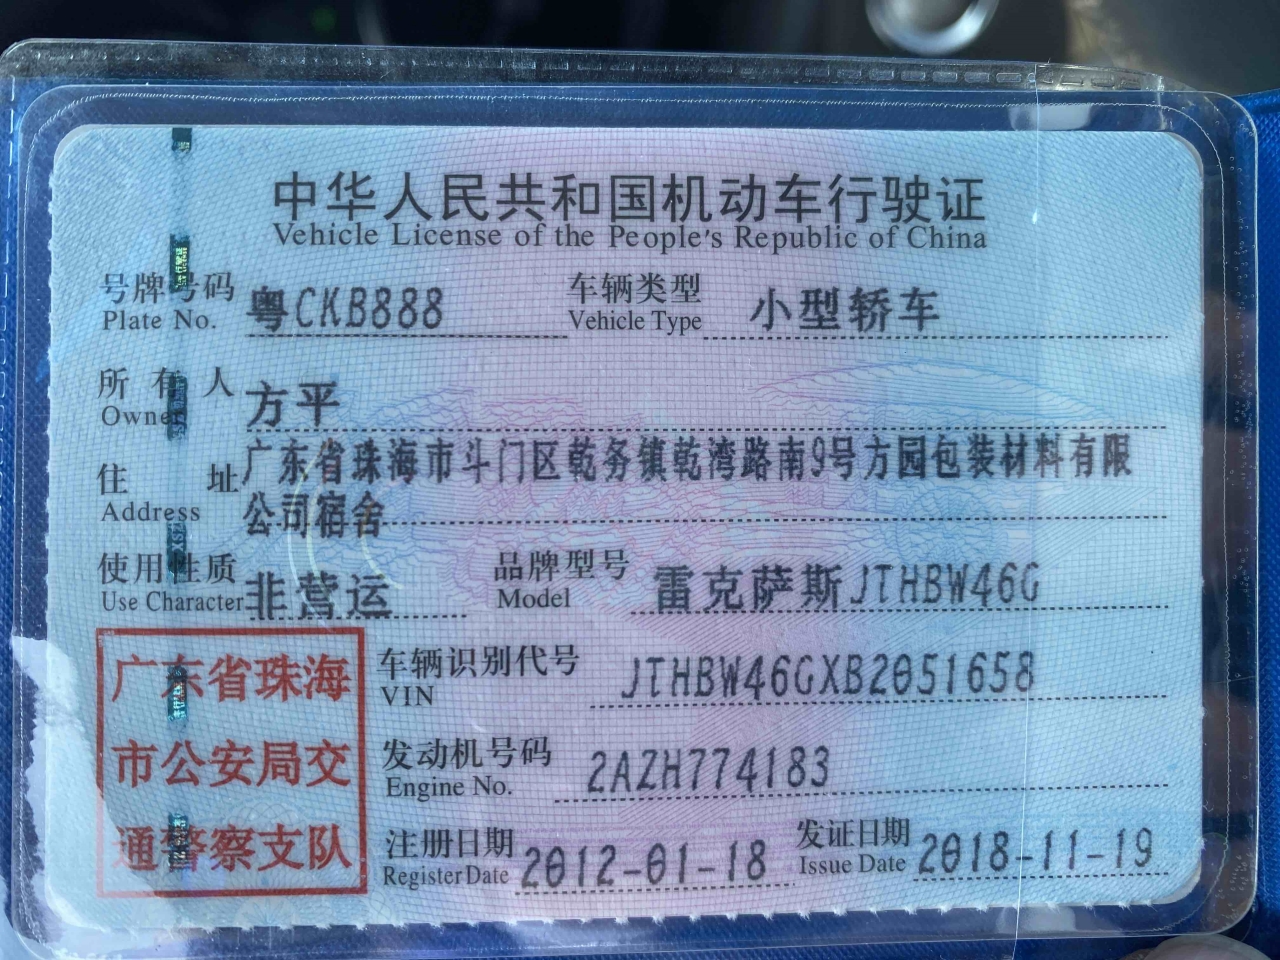 中华人民共和国机动车行驶证
Vehicle License of the People's Republic of China
号牌号码 粤CKB888 车辆类型 小型轿车
Plate No. Vehicle Type
所有人 方平
Owner
住址 广东省珠海市斗门区乾务镇乾湾路南9号方园包装材料有限
Address 公司宿舍
使用性质 非营运 品牌型号 雷克萨斯JTHBW46G
Use Character Model
广东省珠海
市公安局交
通警察支队
车辆识别代号 JTHBW46GXB2051658
VIN
发动机号码 2AZH774183
Engine No.
注册日期 2012-01-18 发证日期 2018-11-19
Register Date Issue Date